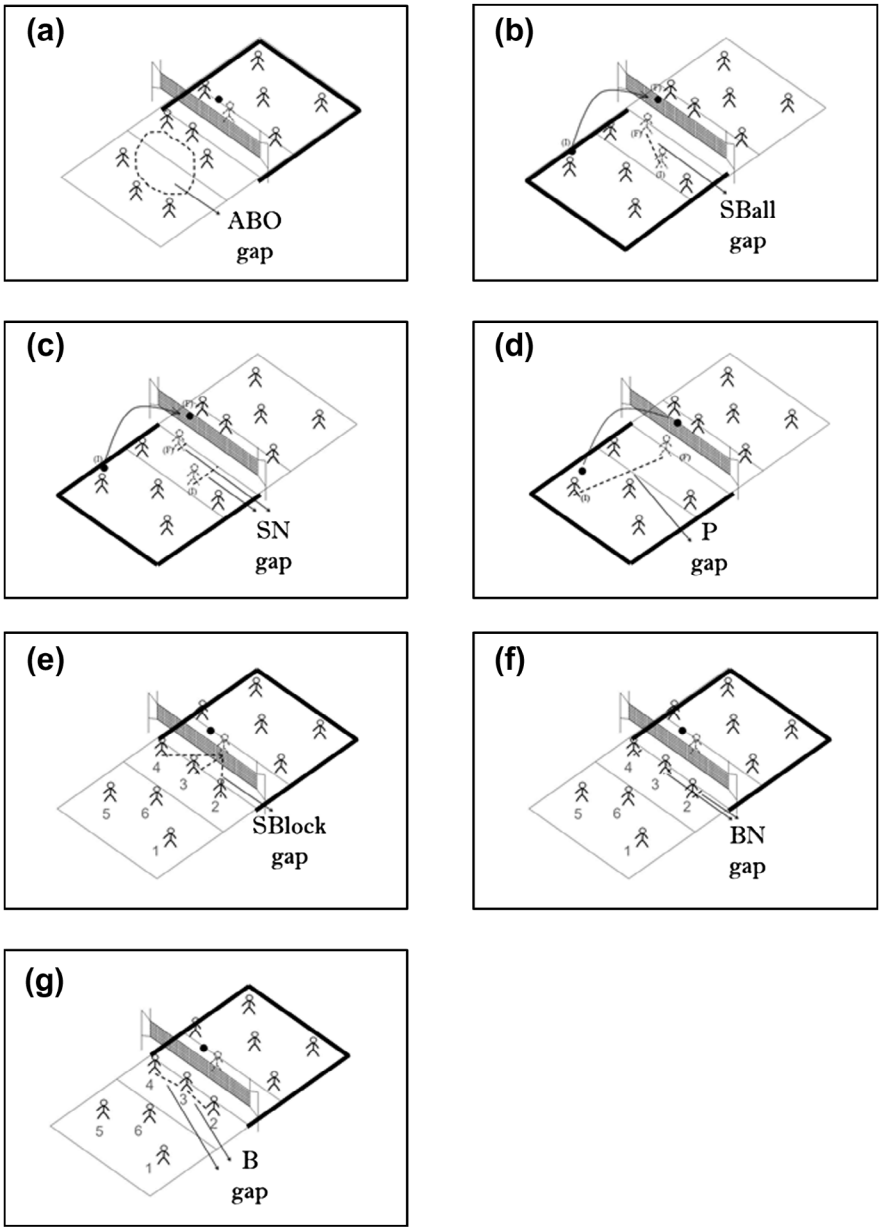 (a)
ABO
gap
(b)
(F)
(I)
(F)
(I)
SBall
gap
(c)
(F)
(I)
(F)
(I)
SN
gap
(d)
(F)
(I)
P
gap
(e)
4
3
2
5
6
1
SBlock
gap
(f)
4
3
2
5
6
1
BN
gap
(g)
4
3
2
5
6
1
B
gap